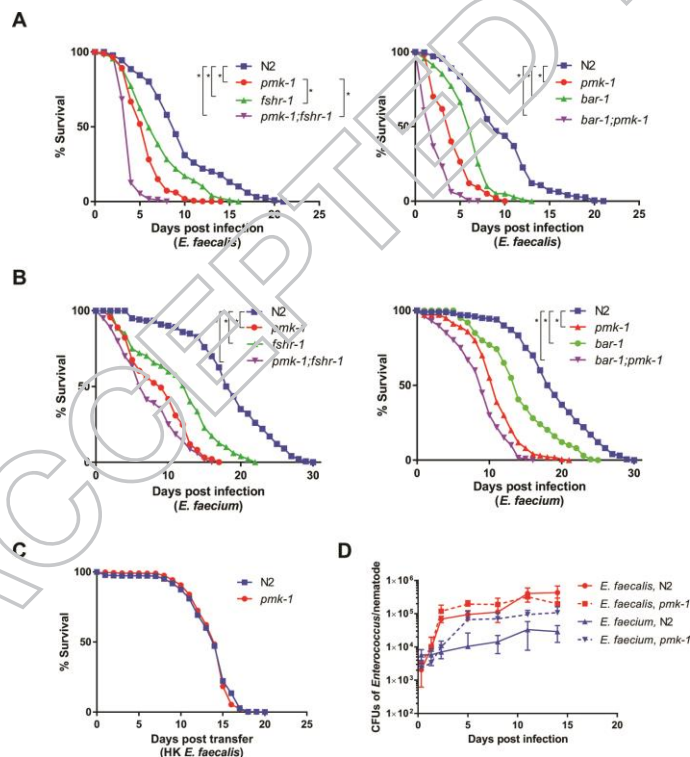 A
N2
pmk-1
fshr-1
pmk-1;fshr-1
*
*
*
*
*
% Survival
100
50
0
0 5 10 15 20 25
Days post infection
(E. faecalis)
N2
pmk-1
bar-1
bar-1;pmk-1
*
*
*
% Survival
100
50
0
0 5 10 15 20 25
Days post infection
(E. faecalis)
B
N2
pmk-1
fshr-1
pmk-1;fshr-1
*
*
*
% Survival
100
50
0
0 10 20 30
Days post infection
(E. faecium)
N2
pmk-1
bar-1
bar-1;pmk-1
*
*
*
% Survival
100
50
0
0 10 20 30
Days post infection
(E. faecium)
C
N2
pmk-1
% Survival
100
50
0
0 5 10 15 20 25
Days post transfer
(HK E. faecalis)
D
E. faecalis, N2
E. faecalis, pmk-1
E. faecium, N2
E. faecium, pmk-1
CFUs of Enterococcus/nematode
1×10⁶
1×10⁵
1×10⁴
1×10³
1×10²
0 5 10 15 20
Days post infection
CCEPTED